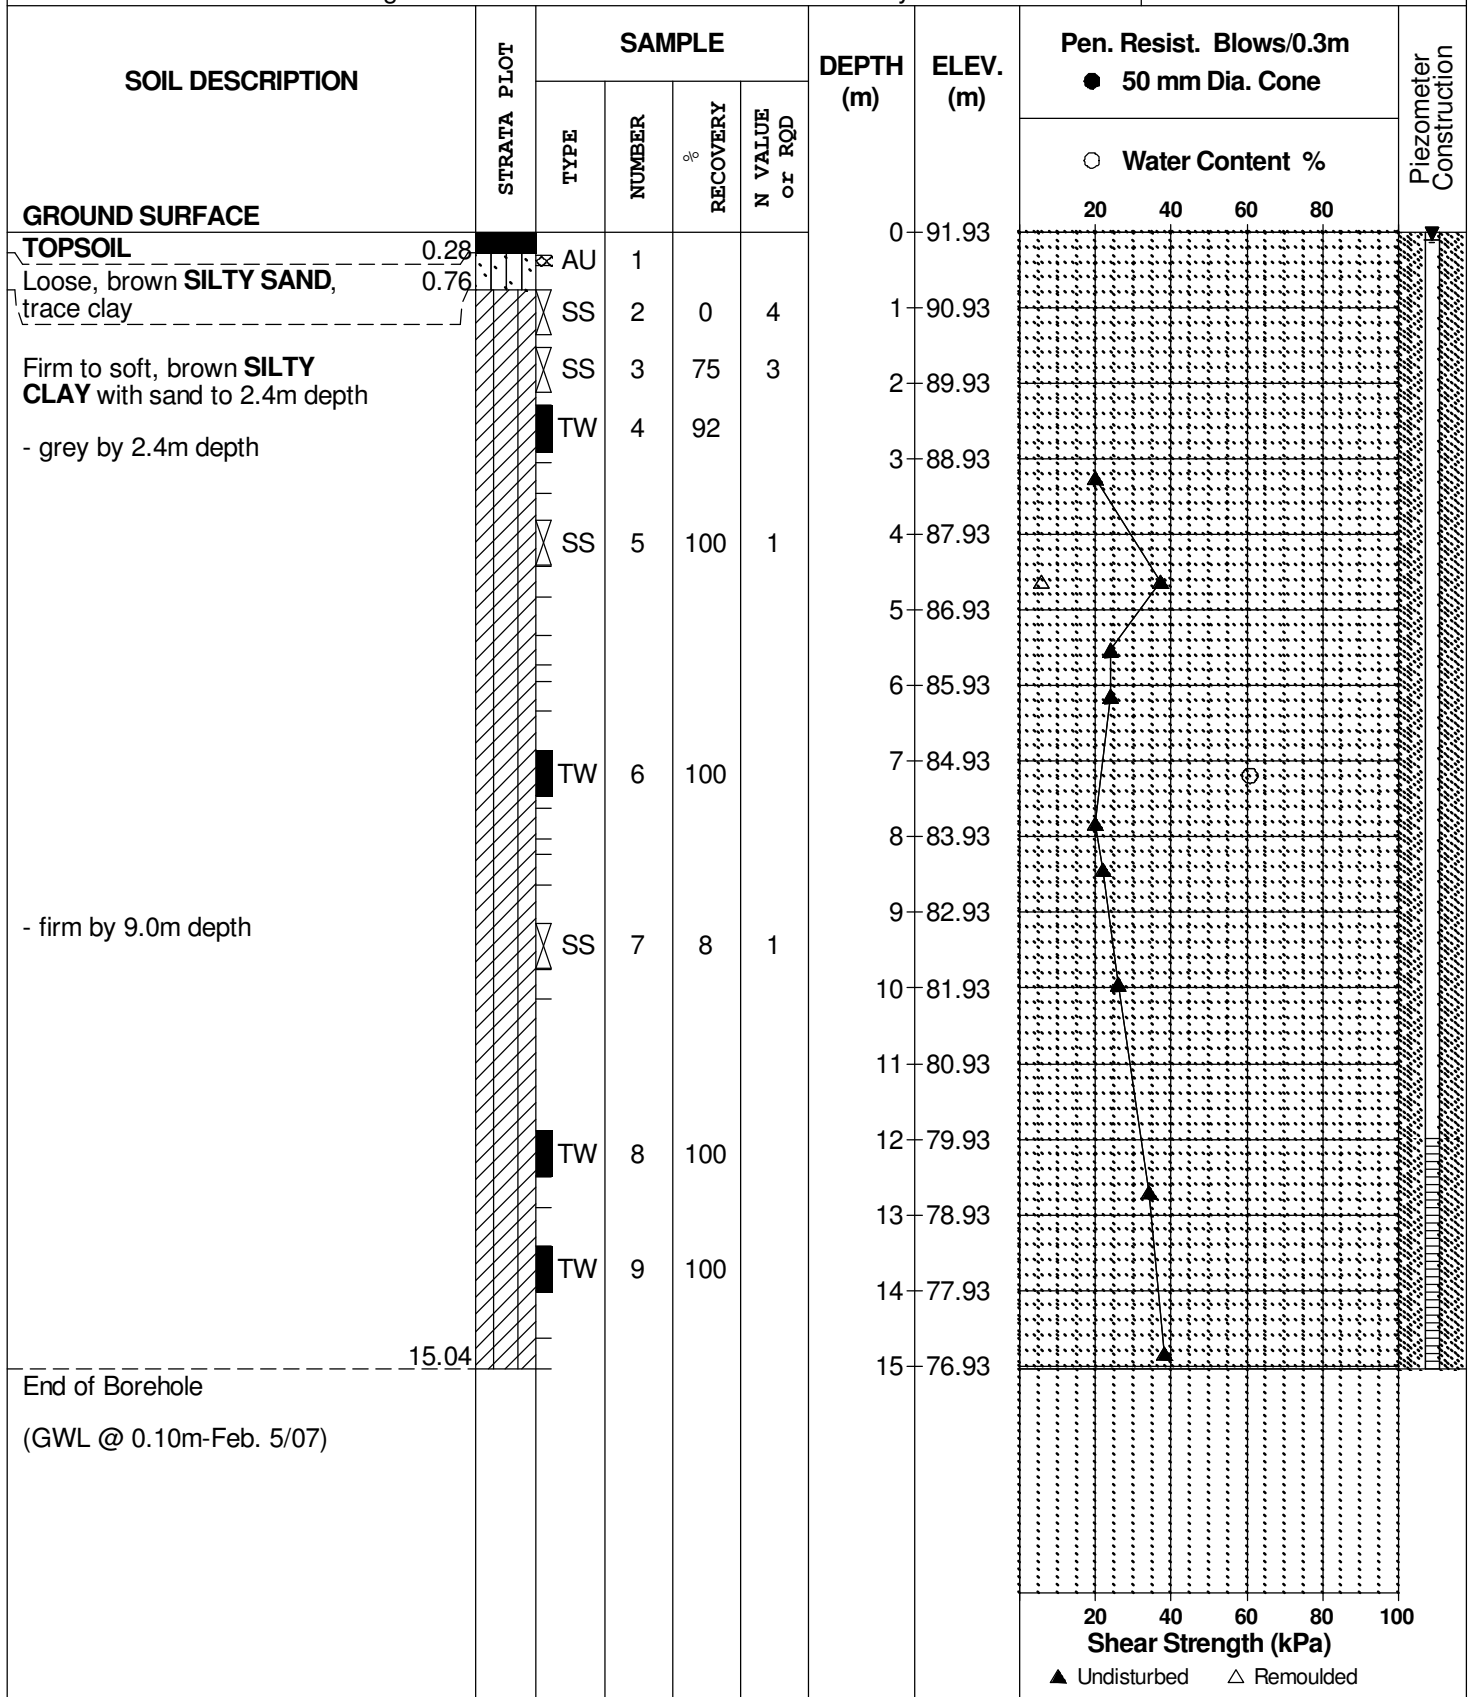 SOIL DESCRIPTION
STRATA PLOT
SAMPLE
TYPE
NUMBER
% RECOVERY
N VALUE or RQD
DEPTH (m)
ELEV. (m)
Pen. Resist. Blows/0.3m
● 50 mm Dia. Cone
○ Water Content %
20 40 60 80
Piezometer Construction
GROUND SURFACE
0 91.93
TOPSOIL 0.28
AU 1
Loose, brown SILTY SAND, 0.76
trace clay
SS 2 0 4
1 90.93
Firm to soft, brown SILTY
CLAY with sand to 2.4m depth
SS 3 75 3
2 89.93
TW 4 92
- grey by 2.4m depth
3 88.93
4 87.93
SS 5 100 1
5 86.93
6 85.93
7 84.93
TW 6 100
8 83.93
9 82.93
- firm by 9.0m depth
SS 7 8 1
10 81.93
11 80.93
12 79.93
TW 8 100
13 78.93
TW 9 100
14 77.93
15.04
15 76.93
End of Borehole
(GWL @ 0.10m-Feb. 5/07)
20 40 60 80 100
Shear Strength (kPa)
▲ Undisturbed △ Remoulded